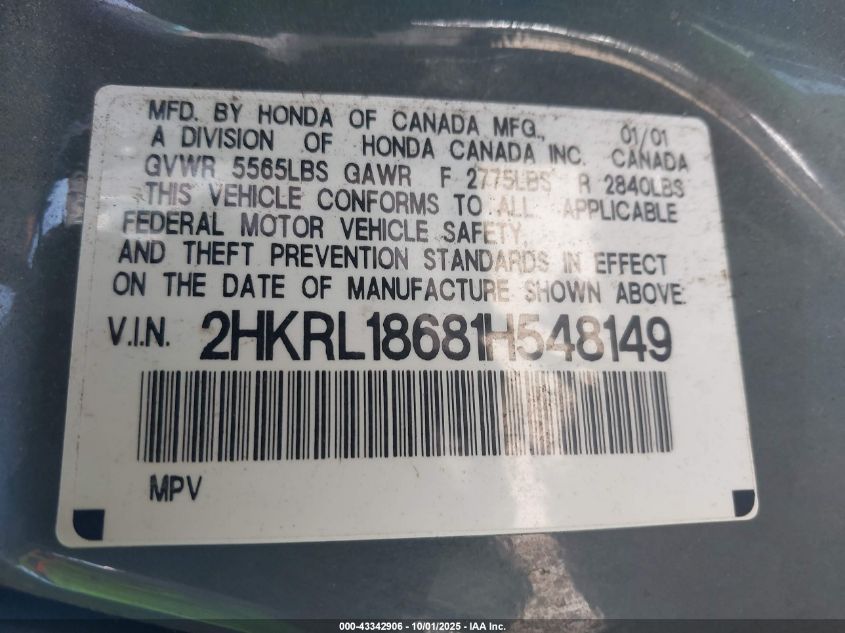 MFD. BY HONDA OF CANADA MFG., 01/01
A DIVISION OF HONDA CANADA INC. CANADA
GVWR 5565LBS GAWR F 2775LBS R 2840LBS
THIS VEHICLE CONFORMS TO ALL APPLICABLE
FEDERAL MOTOR VEHICLE SAFETY
AND THEFT PREVENTION STANDARDS IN EFFECT
ON THE DATE OF MANUFACTURE SHOWN ABOVE.
V.I.N. 2HKRL18681H548149
MPV
000-43342906 - 10/01/2025 - IAA Inc.